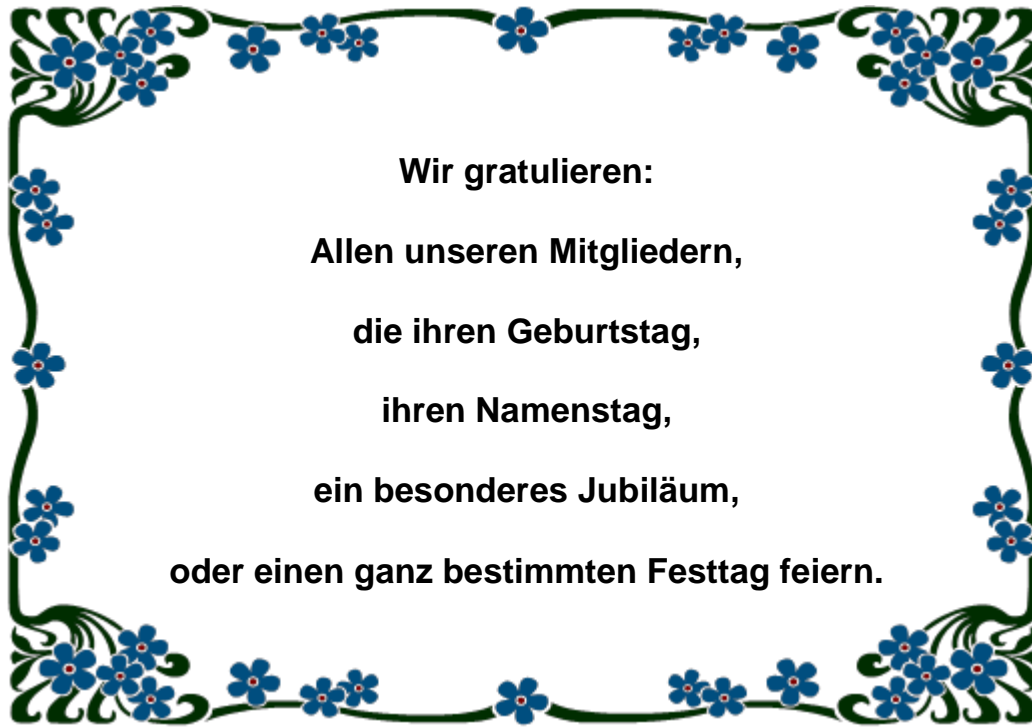 Wir gratulieren:
Allen unseren Mitgliedern,
die ihren Geburtstag,
ihren Namenstag,
ein besonderes Jubiläum,
oder einen ganz bestimmten Festtag feiern.